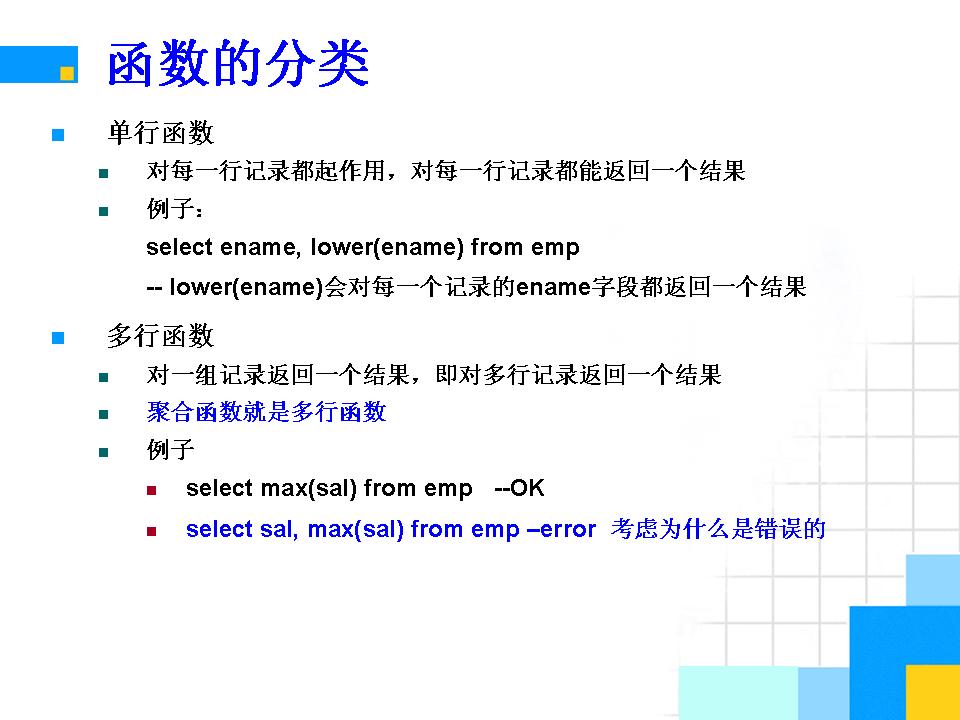 函数的分类
单行函数
对每一行记录都起作用，对每一行记录都能返回一个结果
例子：
select ename, lower(ename) from emp
-- lower(ename)会对每一个记录的ename字段都返回一个结果
多行函数
对一组记录返回一个结果，即对多行记录返回一个结果
聚合函数就是多行函数
例子
select max(sal) from emp --OK
select sal, max(sal) from emp –error 考虑为什么是错误的